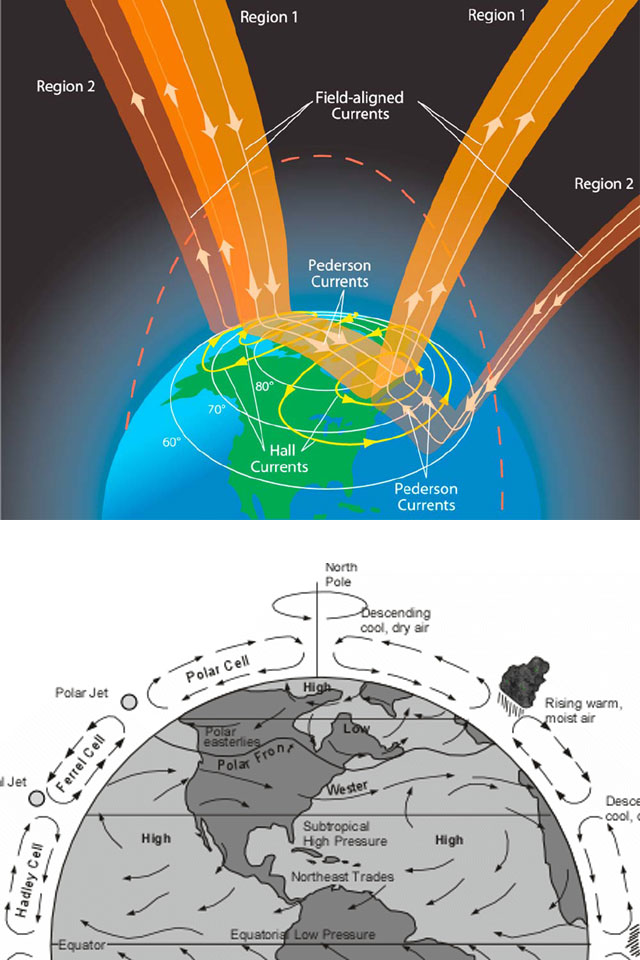 Region 1
Region 1
Region 2
Field-aligned
Currents
Region 2
Pederson
Currents
80°
70°
60°
Hall
Currents
Pederson
Currents
North
Pole
Descending
cool, dry air
Polar Cell
High
Polar Jet
Rising warm,
moist air
Low
Polar
easterlies
Polar Front
Ferrel Cell
Wester
l Jet
Desce
cool, d
High
Subtropical
High Pressure
High
Hadley Cell
Northeast Trades
Equatorial Low Pressure
Equator